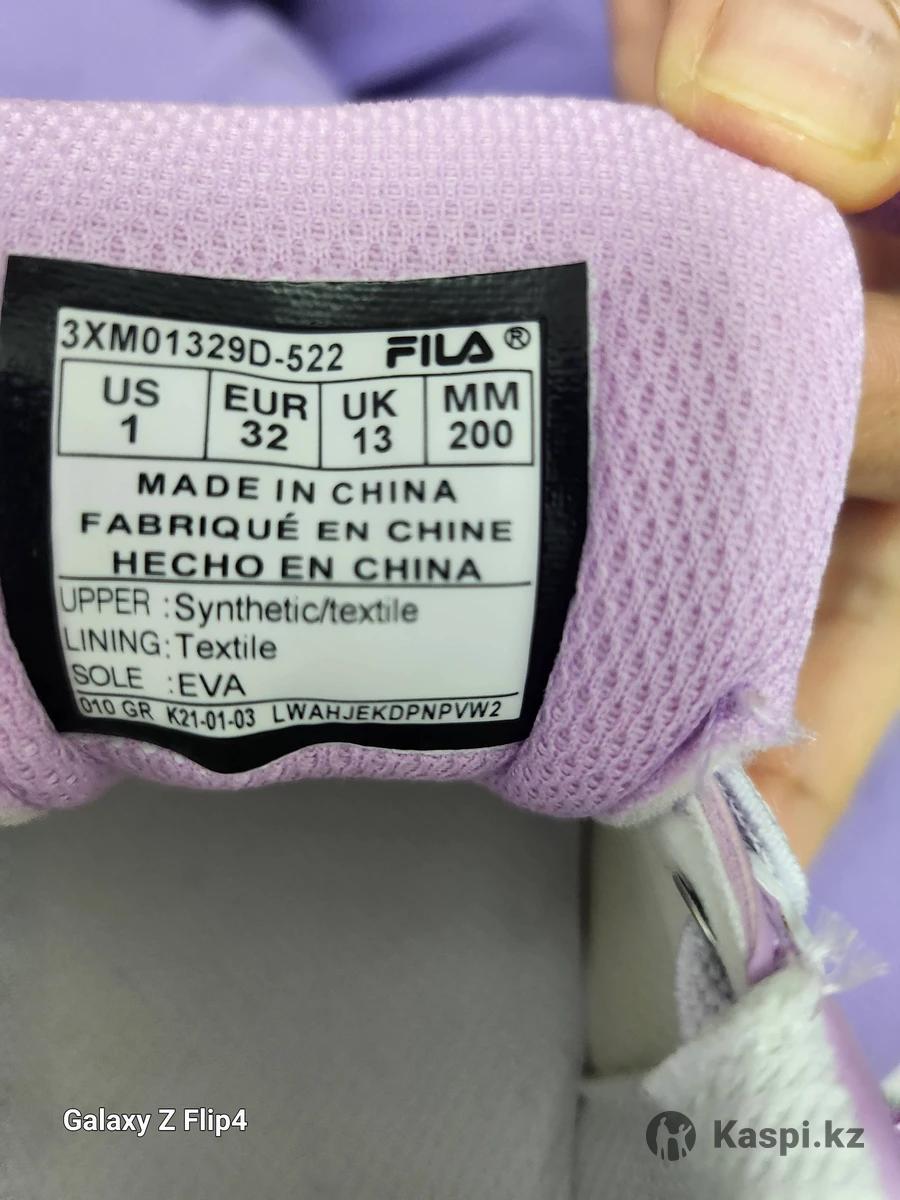 3XM01329D-522 FILA®
US EUR UK MM
1 32 13 200
MADE IN CHINA
FABRIQUÉ EN CHINE
HECHO EN CHINA
UPPER :Synthetic/textile
LINING:Textile
SOLE :EVA
010 GR K21-01-03 LWAHJEKDPNPVW2
Galaxy Z Flip4
Kaspi.kz